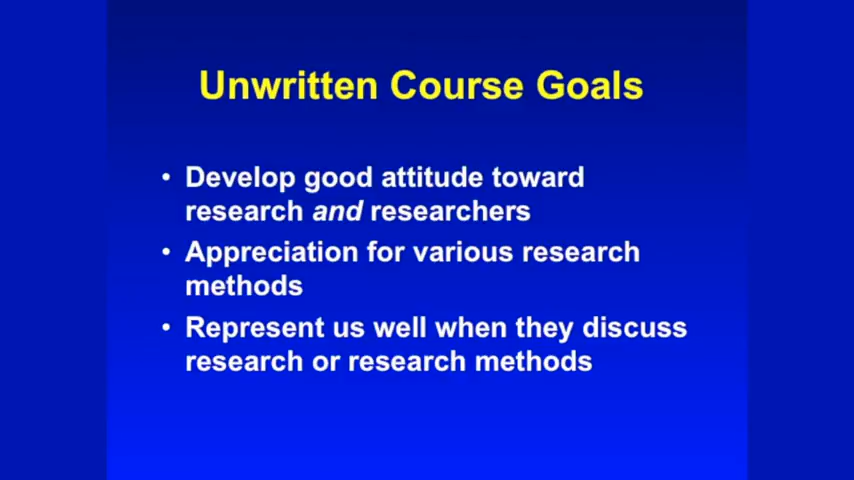 Unwritten Course Goals
• Develop good attitude toward
research and researchers
• Appreciation for various research
methods
• Represent us well when they discuss
research or research methods